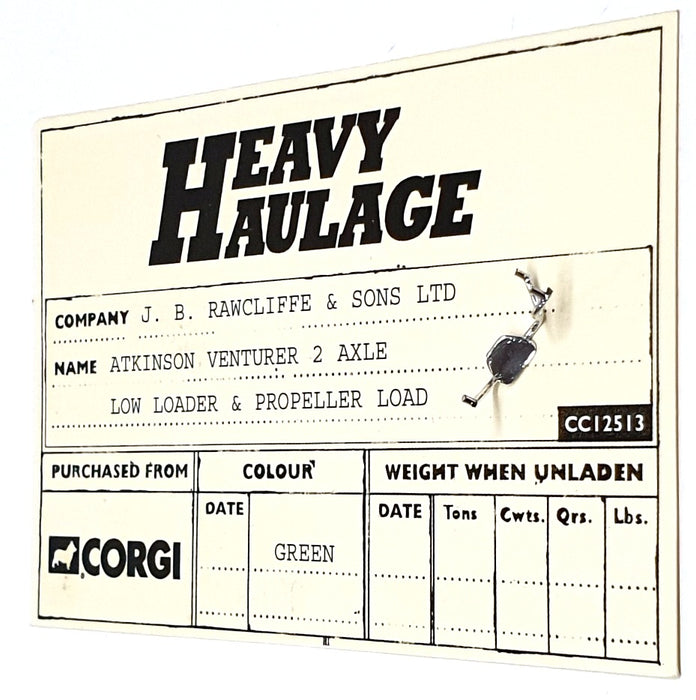 HEAVY
HAULAGE
COMPANY J. B. RAWCLIFFE & SONS LTD
NAME ATKINSON VENTURER 2 AXLE
LOW LOADER & PROPELLER LOAD
CC12513
PURCHASED FROM COLOUR WEIGHT WHEN UNLADEN
DATE DATE Tons Cwts. Qrs. Lbs.
CORGI GREEN